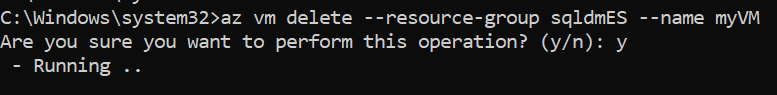 C:\Windows\system32>az vm delete --resource-group sqldmES --name myVM
Are you sure you want to perform this operation? (y/n): y
 - Running ..